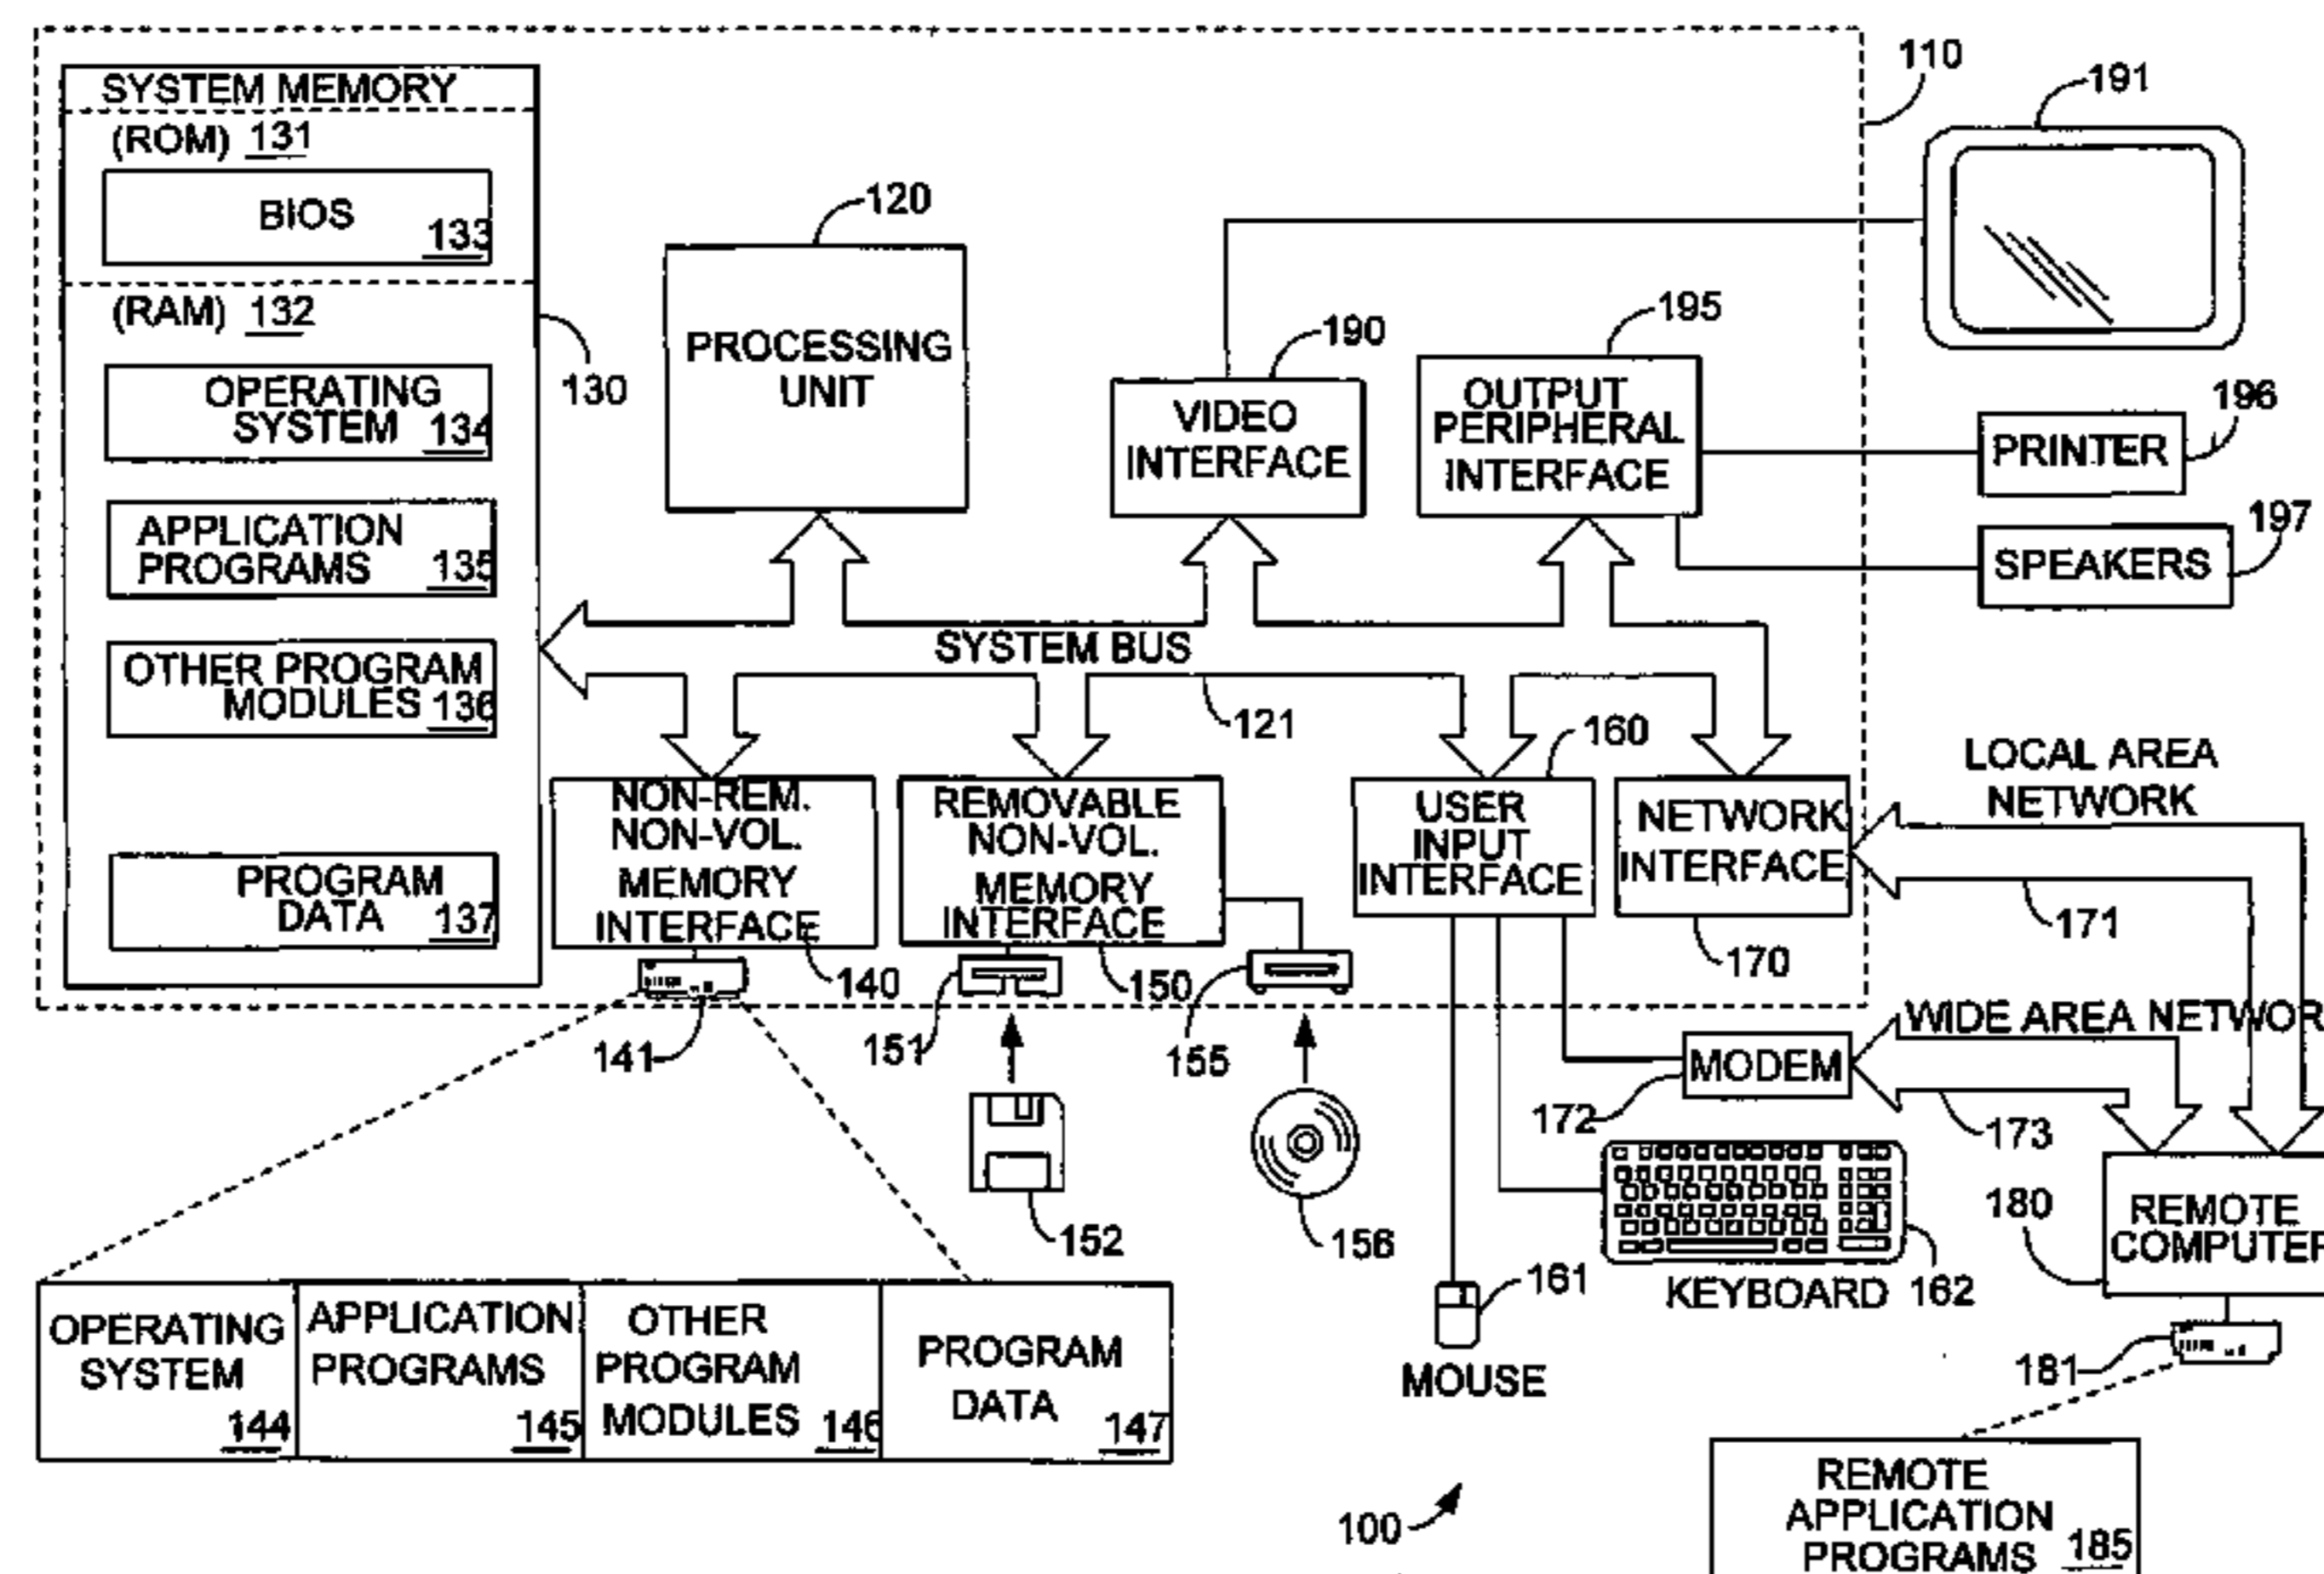 110
191
SYSTEM MEMORY
(ROM) 131
BIOS
133
(RAM) 132
OPERATING
SYSTEM 134
APPLICATION
PROGRAMS 135
OTHER PROGRAM
MODULES 136
PROGRAM
DATA 137
130
120
PROCESSING
UNIT
190
VIDEO
INTERFACE
195
OUTPUT
PERIPHERAL
INTERFACE
196
PRINTER
197
SPEAKERS
SYSTEM BUS
121
NON-REM.
NON-VOL.
MEMORY
INTERFACE
140
REMOVABLE
NON-VOL.
MEMORY
INTERFACE
150
160
USER
INPUT
INTERFACE
NETWORK
INTERFACE
170
LOCAL AREA
NETWORK
171
141
151
155
152
156
WIDE AREA NETWOR
MODEM
172
173
161
MOUSE
KEYBOARD 162
180
REMOTE
COMPUTER
181
OPERATING
SYSTEM
144
APPLICATION
PROGRAMS
145
OTHER
PROGRAM
MODULES 146
PROGRAM
DATA 147
100
REMOTE
APPLICATION
PROGRAMS 185